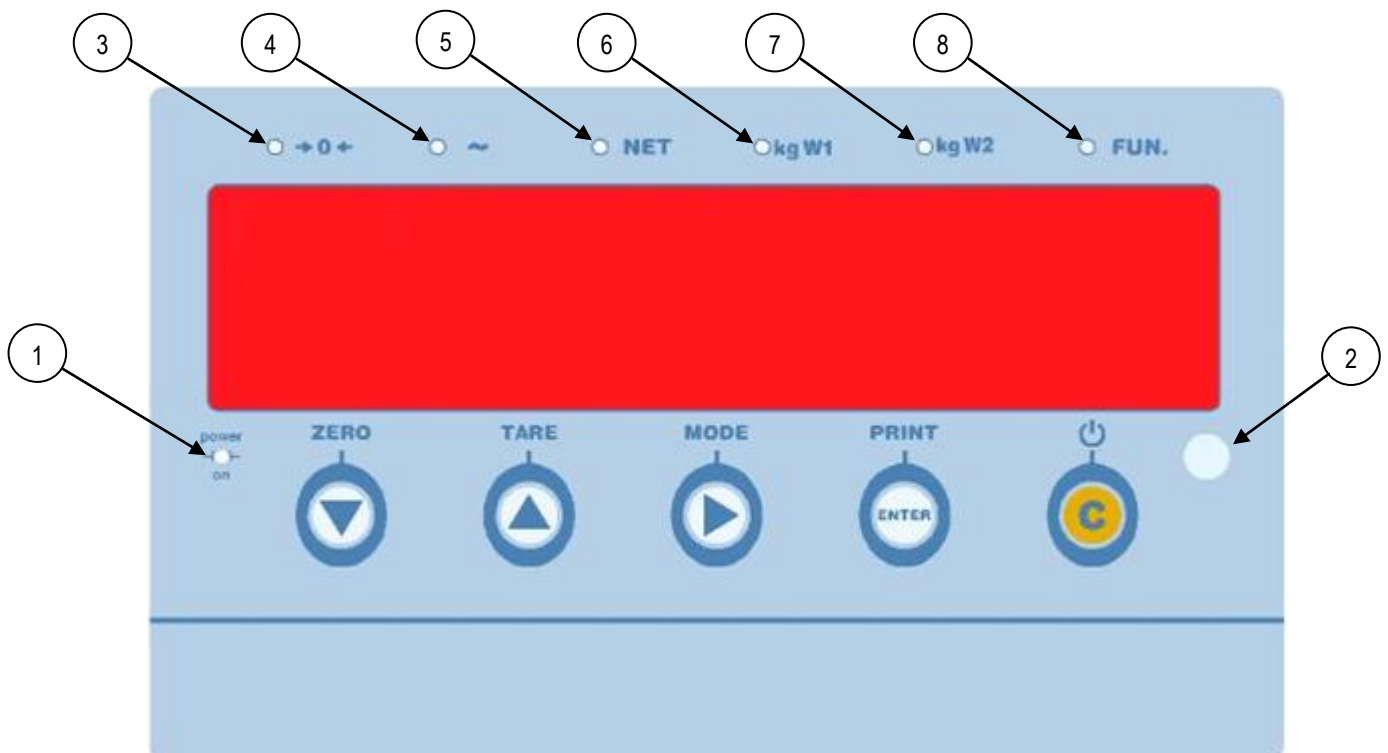 3 4 5 6 7 8
→0← ~ NET kg W1 kg W2 FUN.
1 2
power ZERO TARE MODE PRINT
on
ENTER C